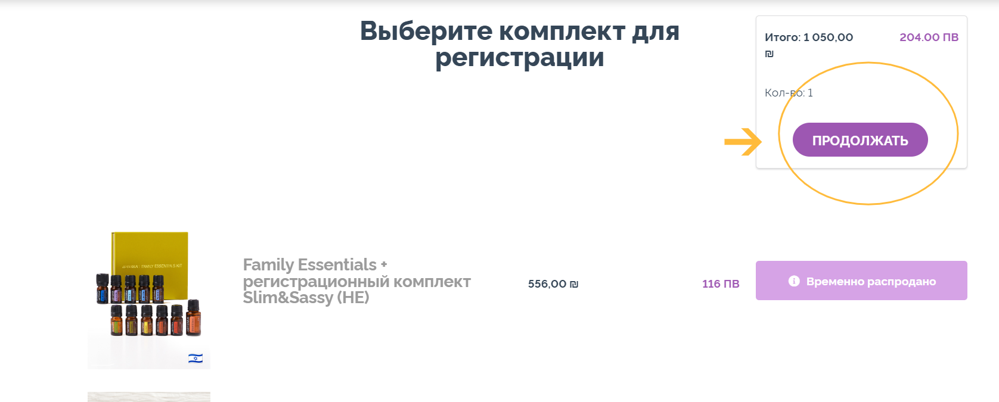 Выберите комплект для
регистрации
Итого: 1 050,00
₪
204.00 ПВ
Кол-во: 1
ПРОДОЛЖАТЬ
FAMILY ESSENTIALS KIT
Family Essentials +
регистрационный комплект
Slim&Sassy (HE)
556,00 ₪
116 ПВ
Временно распродано